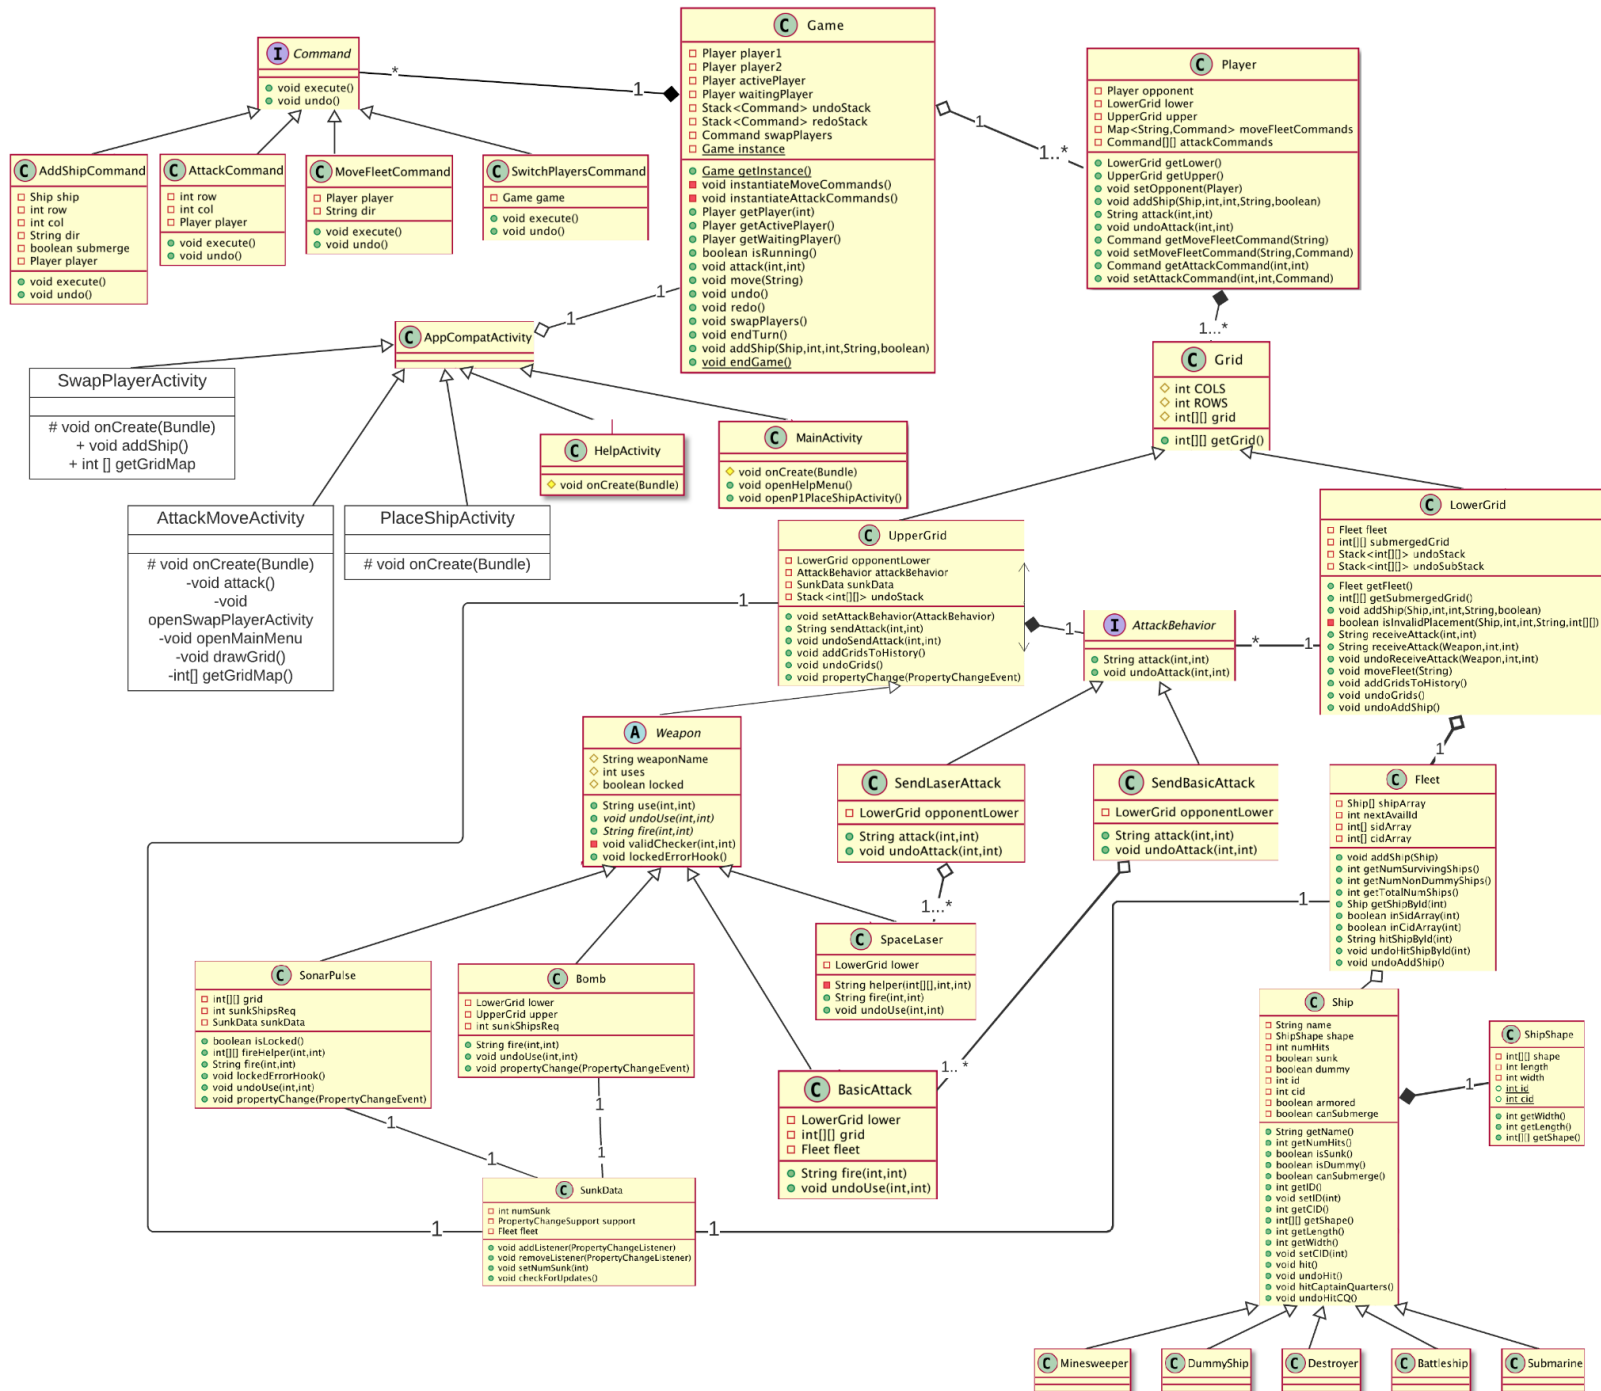 C Game
Player player1
Player player2
Player activePlayer
Player waitingPlayer
Stack<Command> undoStack
Stack<Command> redoStack
Command swapPlayers
Game instance
Game getInstance()
void instantiateMoveCommands()
void instantiateAttackCommands()
Player getPlayer(int)
Player getActivePlayer()
Player getWaitingPlayer()
boolean isRunning()
void attack(int,int)
void move(String)
void undo()
void redo()
void swapPlayers()
void endTurn()
void addShip(Ship,int,int,String,boolean)
void endGame()
I Command
void execute()
void undo()
*
1
C AddShipCommand
Ship ship
int row
int col
String dir
boolean submerge
Player player
void execute()
void undo()
C AttackCommand
int row
int col
Player player
void execute()
void undo()
C MoveFleetCommand
Player player
String dir
void execute()
void undo()
C SwitchPlayersCommand
Game game
void execute()
void undo()
1
1..*
C Player
Player opponent
LowerGrid lower
UpperGrid upper
Map<String,Command> moveFleetCommands
Command[][] attackCommands
LowerGrid getLower()
UpperGrid getUpper()
void setOpponent(Player)
void addShip(Ship,int,int,String,boolean)
String attack(int,int)
void undoAttack(int,int)
Command getMoveFleetCommand(String)
void setMoveFleetCommand(String,Command)
Command getAttackCommand(int,int)
void setAttackCommand(int,int,Command)
1...*
1
1
C AppCompatActivity
SwapPlayerActivity
# void onCreate(Bundle)
+ void addShip()
+ int [] getGridMap
AttackMoveActivity
# void onCreate(Bundle)
-void attack()
-void
openSwapPlayerActivity
-void openMainMenu
-void drawGrid()
-int[] getGridMap()
PlaceShipActivity
# void onCreate(Bundle)
C HelpActivity
void onCreate(Bundle)
C MainActivity
void onCreate(Bundle)
void openHelpMenu()
void openP1PlaceShipActivity()
C Grid
int COLS
int ROWS
int[][] grid
int[][] getGrid()
C UpperGrid
LowerGrid opponentLower
AttackBehavior attackBehavior
SunkData sunkData
Stack<int[][]> undoStack
void setAttackBehavior(AttackBehavior)
String sendAttack(int,int)
void undoSendAttack(int,int)
void addGridsToHistory()
void undoGrids()
void propertyChange(PropertyChangeEvent)
1
1
I AttackBehavior
String attack(int,int)
void undoAttack(int,int)
*
1
C LowerGrid
Fleet fleet
int[][] submergedGrid
Stack<int[][]> undoStack
Stack<int[][]> undoSubStack
Fleet getFleet()
int[][] getSubmergedGrid()
void addShip(Ship,int,int,String,boolean)
boolean isInvalidPlacement(Ship,int,int,String,int[][])
String receiveAttack(int,int)
String receiveAttack(Weapon,int,int)
void undoReceiveAttack(Weapon,int,int)
void moveFleet(String)
void addGridsToHistory()
void undoGrids()
void undoAddShip()
1
A Weapon
String weaponName
int uses
boolean locked
String use(int,int)
void undoUse(int,int)
String fire(int,int)
void validChecker(int,int)
void lockedErrorHook()
C SendLaserAttack
LowerGrid opponentLower
String attack(int,int)
void undoAttack(int,int)
1...*
C SendBasicAttack
LowerGrid opponentLower
String attack(int,int)
void undoAttack(int,int)
1.. *
C Fleet
Ship[] shipArray
int nextAvailId
int[] sidArray
int[] cidArray
void addShip(Ship)
int getNumSurvivingShips()
int getNumNonDummyShips()
int getTotalNumShips()
Ship getShipById(int)
boolean inSidArray(int)
boolean inCidArray(int)
String hitShipById(int)
void undoHitShipById(int)
void undoAddShip()
1
C SonarPulse
int[][] grid
int sunkShipsReq
SunkData sunkData
boolean isLocked()
int[][] fireHelper(int,int)
String fire(int,int)
void lockedErrorHook()
void undoUse(int,int)
void propertyChange(PropertyChangeEvent)
C Bomb
LowerGrid lower
UpperGrid upper
int sunkShipsReq
String fire(int,int)
void undoUse(int,int)
void propertyChange(PropertyChangeEvent)
C SpaceLaser
LowerGrid lower
String helper(int[][],int,int)
String fire(int,int)
void undoUse(int,int)
C BasicAttack
LowerGrid lower
int[][] grid
Fleet fleet
String fire(int,int)
void undoUse(int,int)
1
1
1
1
C SunkData
int numSunk
PropertyChangeSupport support
Fleet fleet
void addListener(PropertyChangeListener)
void removeListener(PropertyChangeListener)
void setNumSunk(int)
void checkForUpdates()
1
1
C Ship
String name
ShipShape shape
int numHits
boolean sunk
boolean dummy
int id
int cid
boolean armored
boolean canSubmerge
String getName()
int getNumHits()
boolean isSunk()
boolean isDummy()
boolean canSubmerge()
int getID()
void setID(int)
int getCID()
int[][] getShape()
int getLength()
int getWidth()
void setCID(int)
void hit()
void undoHit()
void hitCaptainQuarters()
void undoHitCQ()
1
C ShipShape
int[][] shape
int length
int width
int id
int cid
int getWidth()
int getLength()
int[][] getShape()
C Minesweeper
C DummyShip
C Destroyer
C Battleship
C Submarine